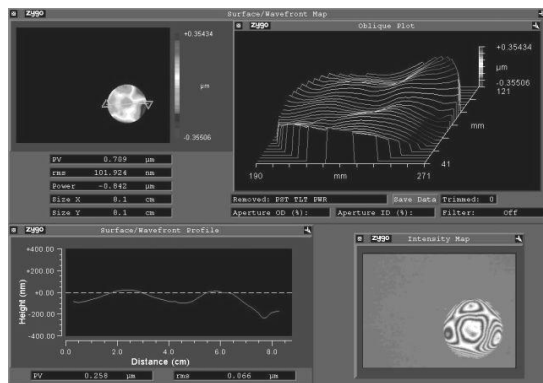 zygo Surface/Wavefront Map
zygo Oblique Plot
+0.35434
µm
-0.35506
+0.35434
µm
-0.35506
121
mm
41
190 mm 271
PV 0.709 µm
rms 101.924 nm
Power -0.842 µm
Size X 8.1 cm
Size Y 8.1 cm
Removed: PST TLT PWR Save Data Trimmed: 0
Aperture OD (%): Aperture ID (%): Filter: Off
zygo Surface/Wavefront Profile
zygo Intensity Map
+400.00
+200.00
+0.00
-200.00
-400.00
Height (nm)
0.0 2.0 4.0 6.0 8.0
Distance (cm)
PV 0.258 µm rms 0.066 µm